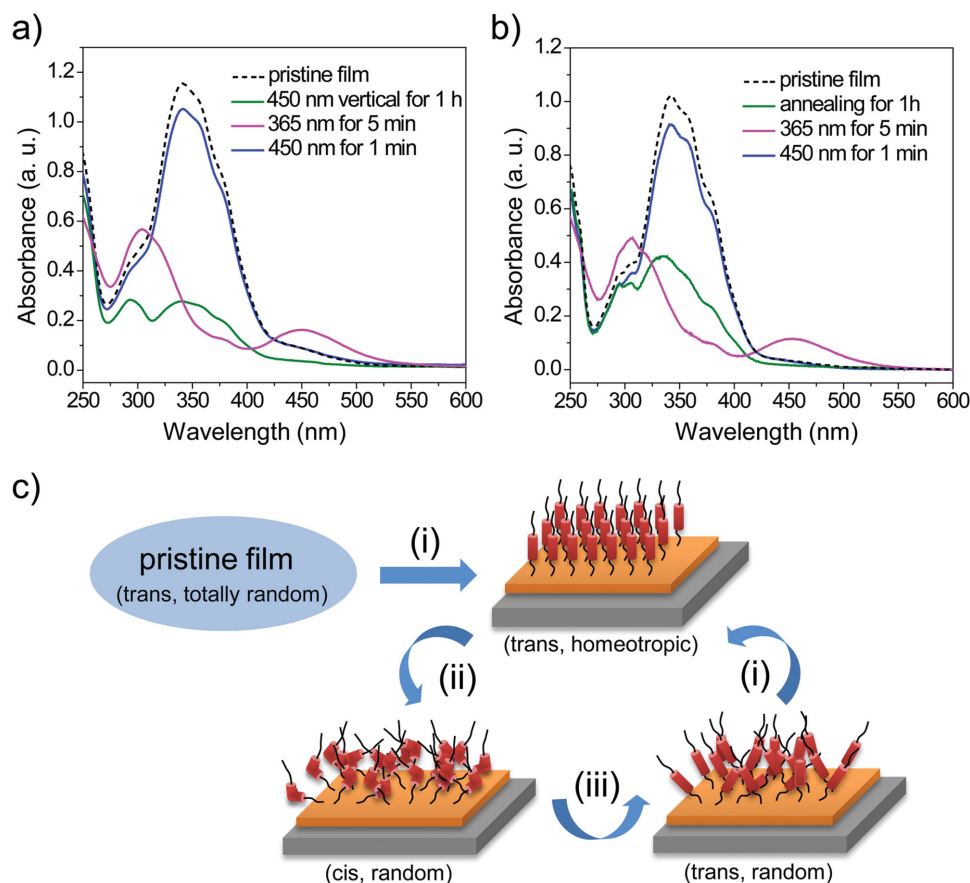 a)
1.2
1.0
0.8
0.6
0.4
0.2
0.0
Absorbance (a. u.)
pristine film
450 nm vertical for 1 h
365 nm for 5 min
450 nm for 1 min
250 300 350 400 450 500 550 600
Wavelength (nm)
b)
1.2
1.0
0.8
0.6
0.4
0.2
0.0
Absorbance (a. u.)
pristine film
annealing for 1h
365 nm for 5 min
450 nm for 1 min
250 300 350 400 450 500 550 600
Wavelength (nm)
c)
pristine film
(trans, totally random)
(i)
(trans, homeotropic)
(ii)
(i)
(cis, random)
(iii)
(trans, random)